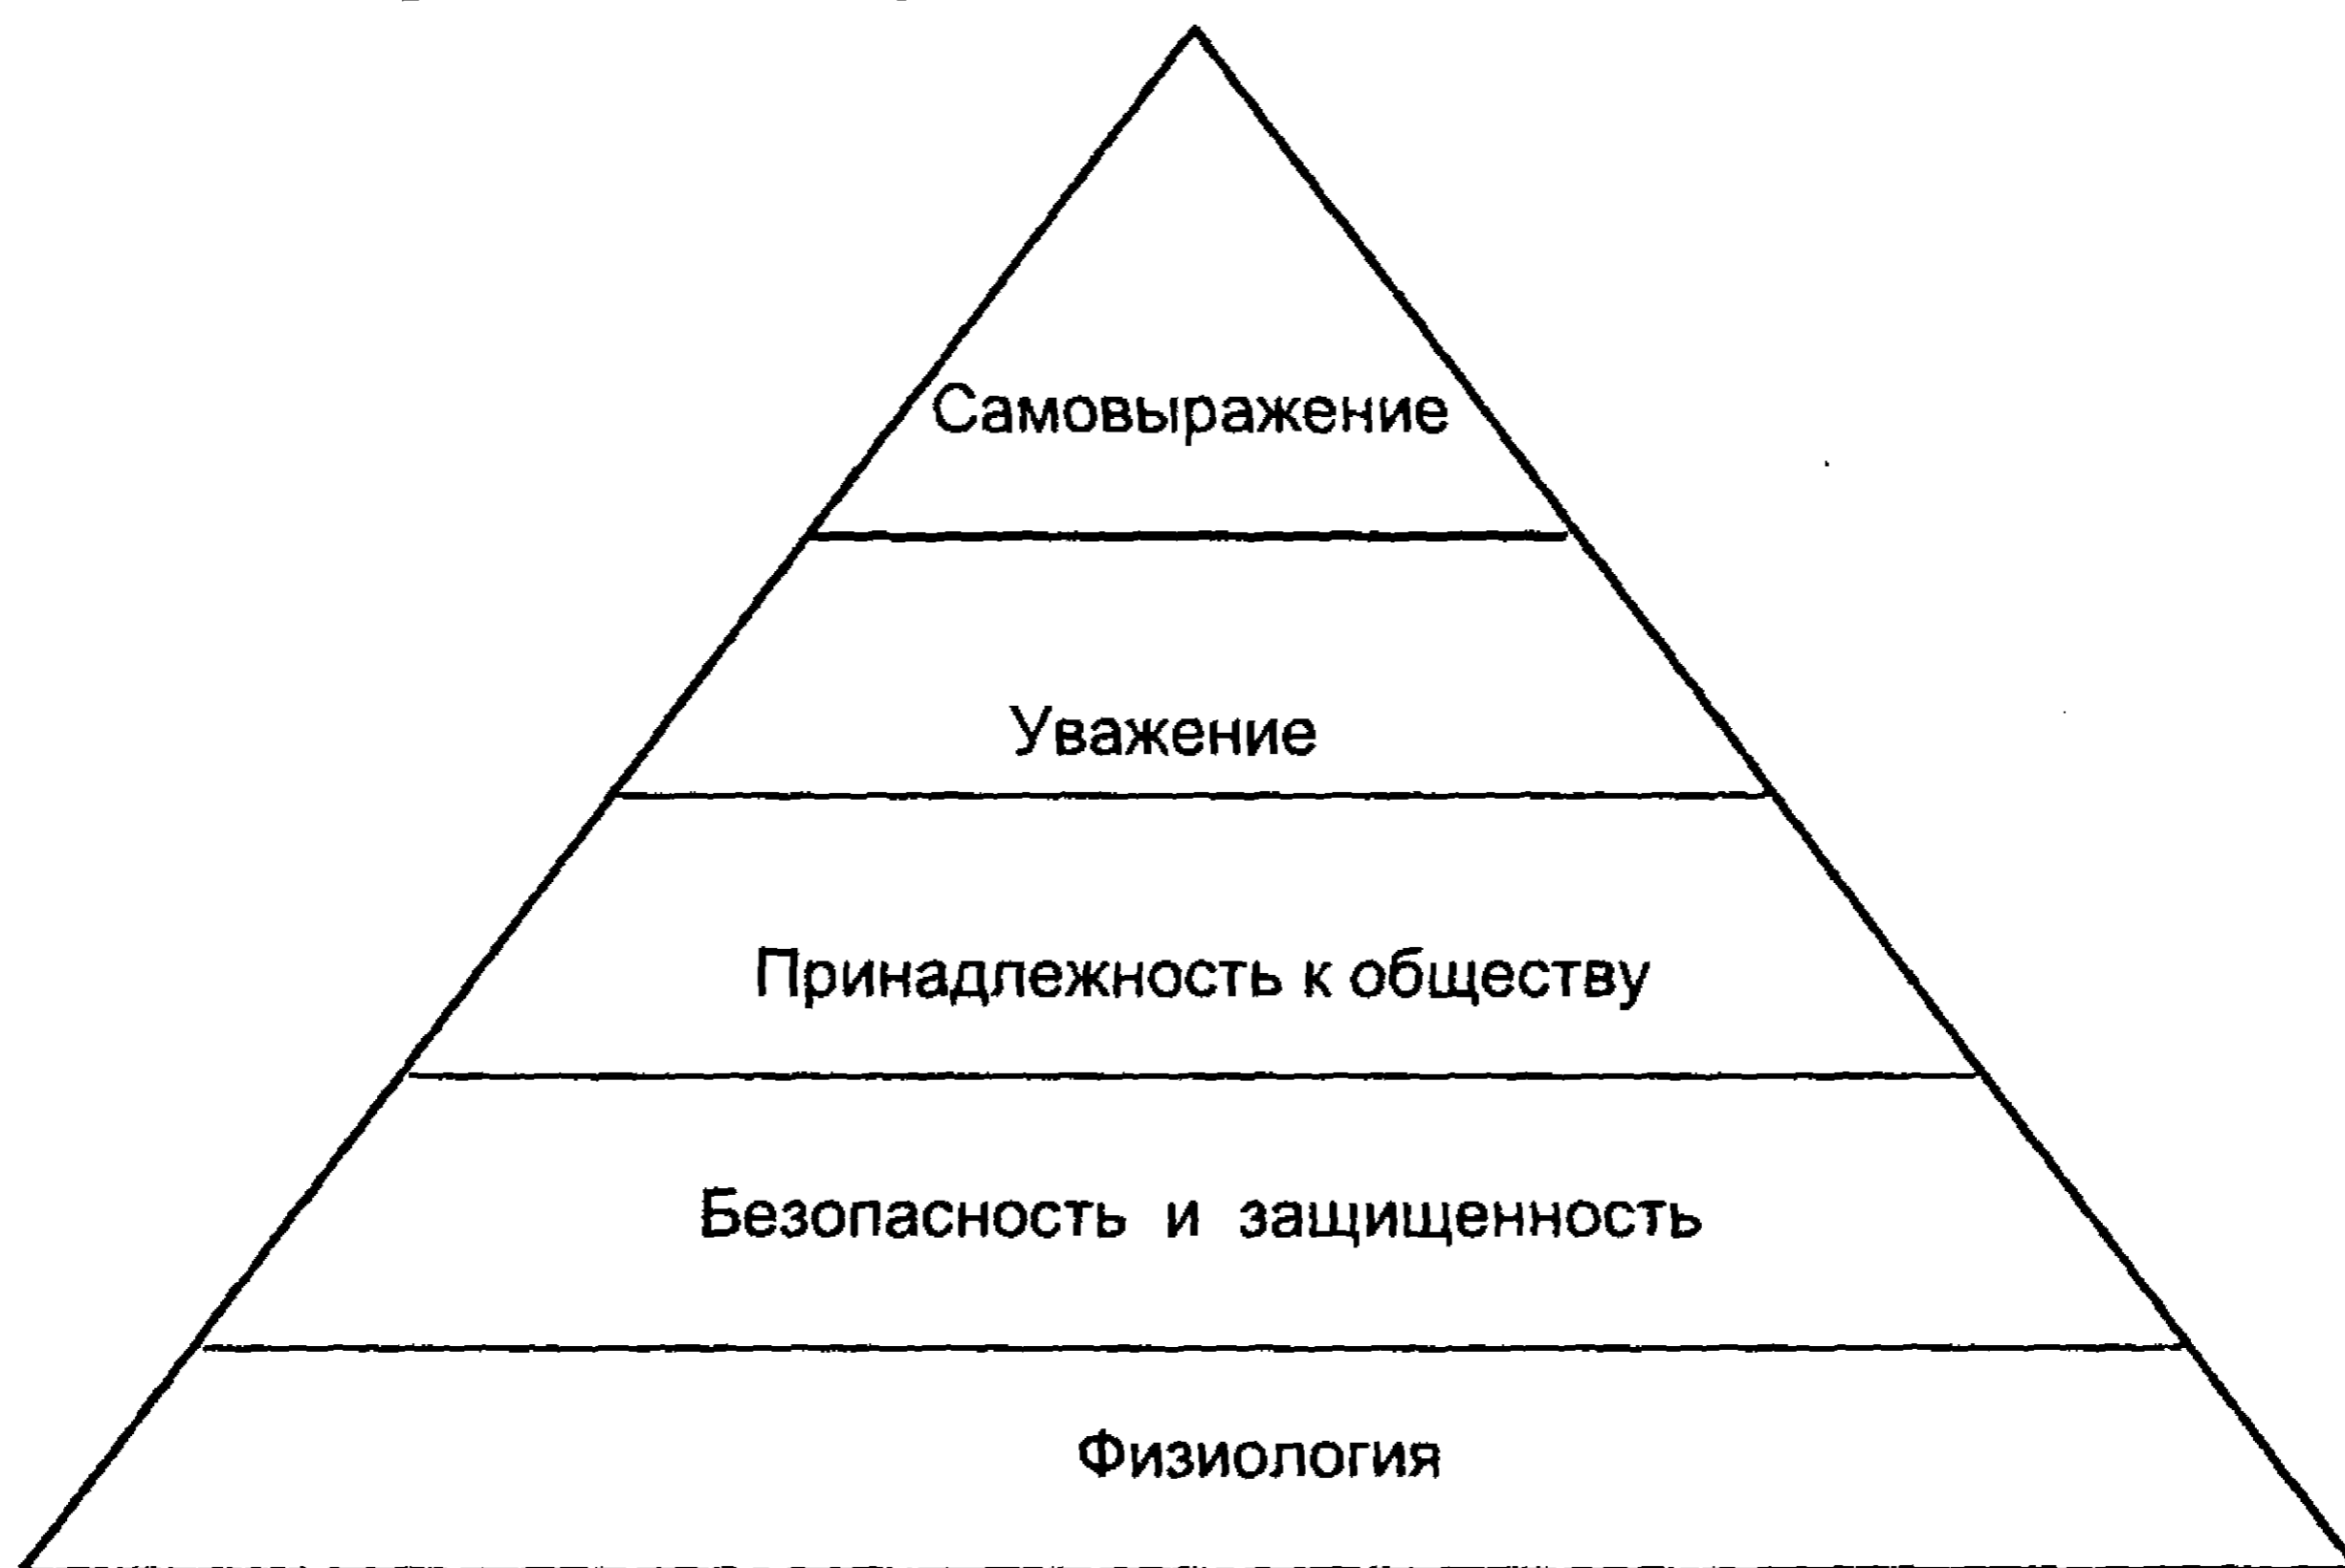 Самовыражение
Уважение
Принадлежность к обществу
Безопасность и защищенность
Физиология